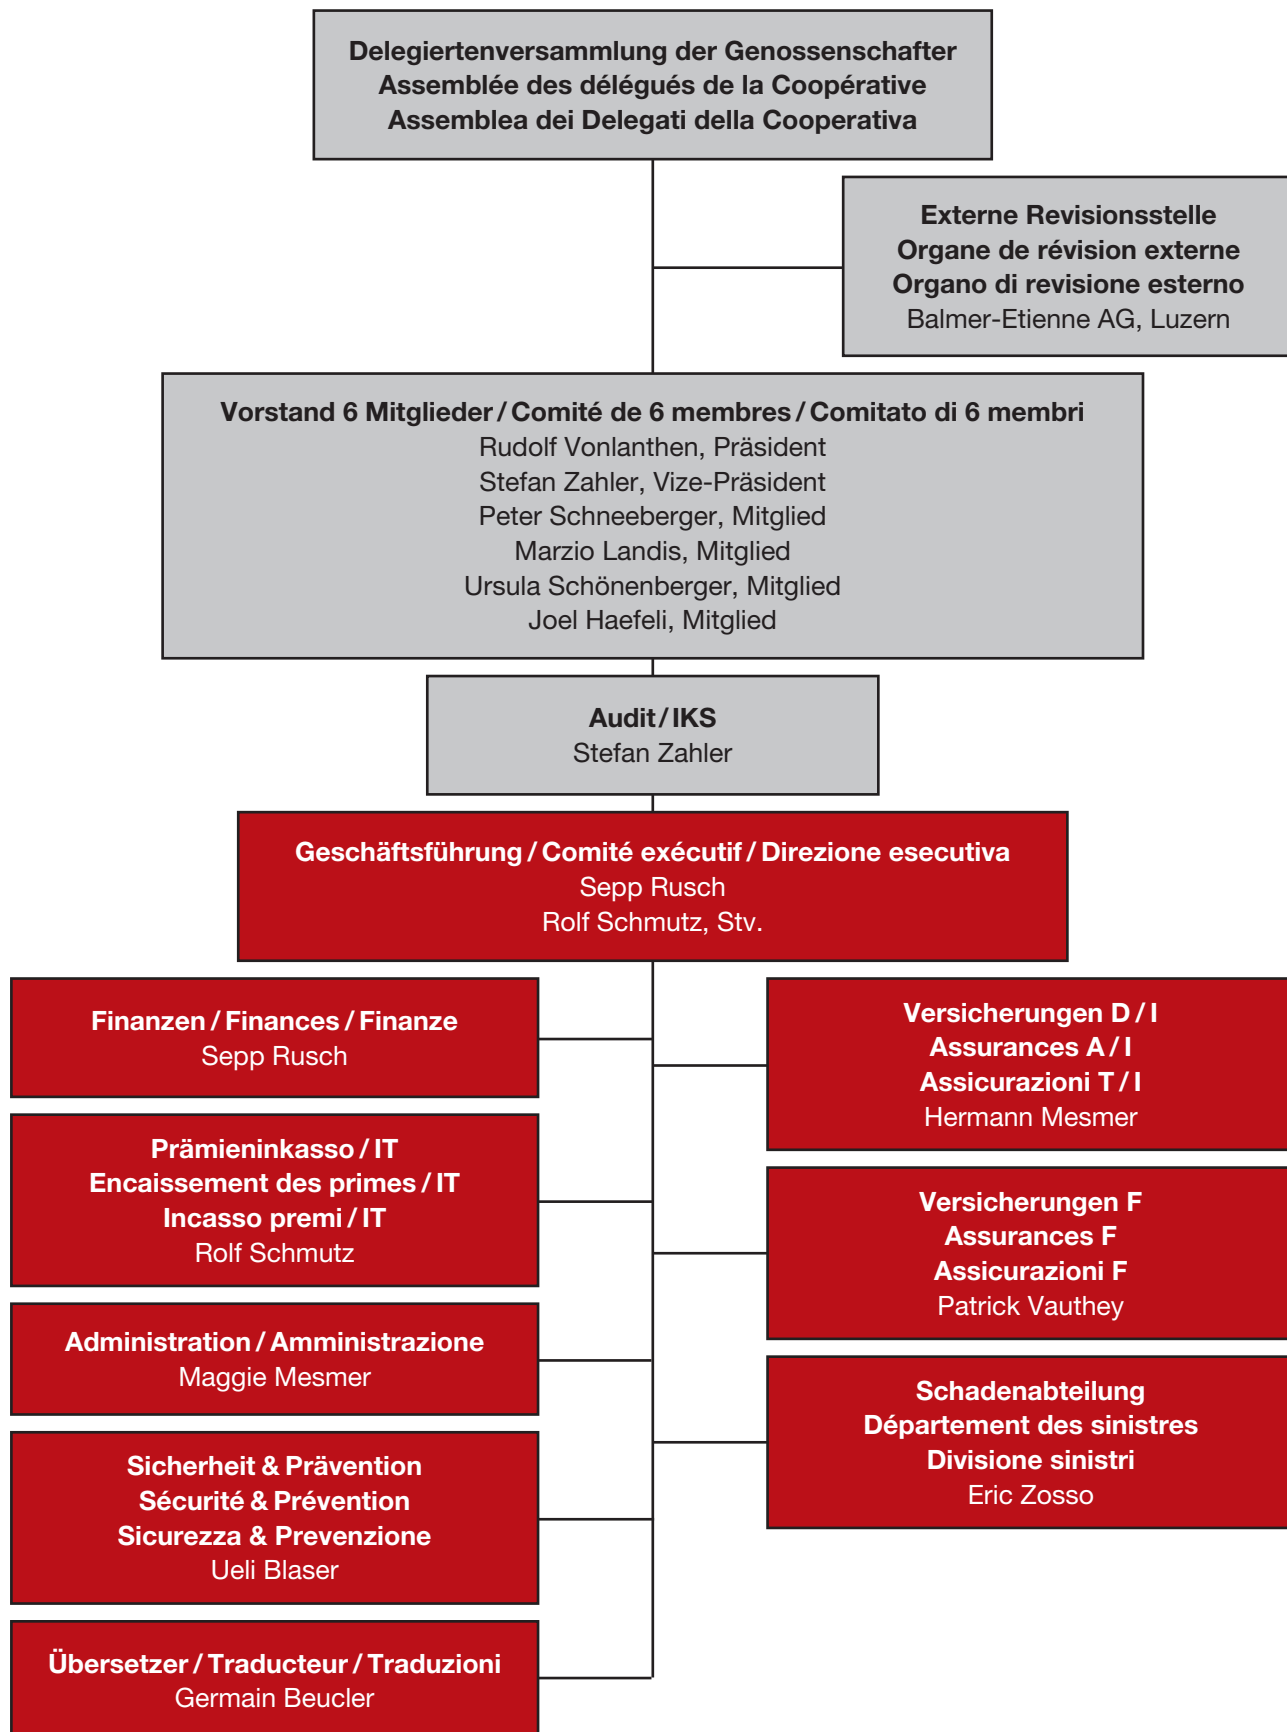 Delegiertenversammlung der Genossenschafter
Assemblée des délégués de la Coopérative
Assemblea dei Delegati della Cooperativa
Externe Revisionsstelle
Organe de révision externe
Organo di revisione esterno
Balmer-Etienne AG, Luzern
Vorstand 6 Mitglieder / Comité de 6 membres / Comitato di 6 membri
Rudolf Vonlanthen, Präsident
Stefan Zahler, Vize-Präsident
Peter Schneeberger, Mitglied
Marzio Landis, Mitglied
Ursula Schönenberger, Mitglied
Joel Haefeli, Mitglied
Audit / IKS
Stefan Zahler
Geschäftsführung / Comité exécutif / Direzione esecutiva
Sepp Rusch
Rolf Schmutz, Stv.
Finanzen / Finances / Finanze
Sepp Rusch
Prämieninkasso / IT
Encaissement des primes / IT
Incasso premi / IT
Rolf Schmutz
Administration / Amministrazione
Maggie Mesmer
Sicherheit & Prävention
Sécurité & Prévention
Sicurezza & Prevenzione
Ueli Blaser
Übersetzer / Traducteur / Traduzioni
Germain Beucler
Versicherungen D / I
Assurances A / I
Assicurazioni T / I
Hermann Mesmer
Versicherungen F
Assurances F
Assicurazioni F
Patrick Vauthey
Schadenabteilung
Département des sinistres
Divisione sinistri
Eric Zosso